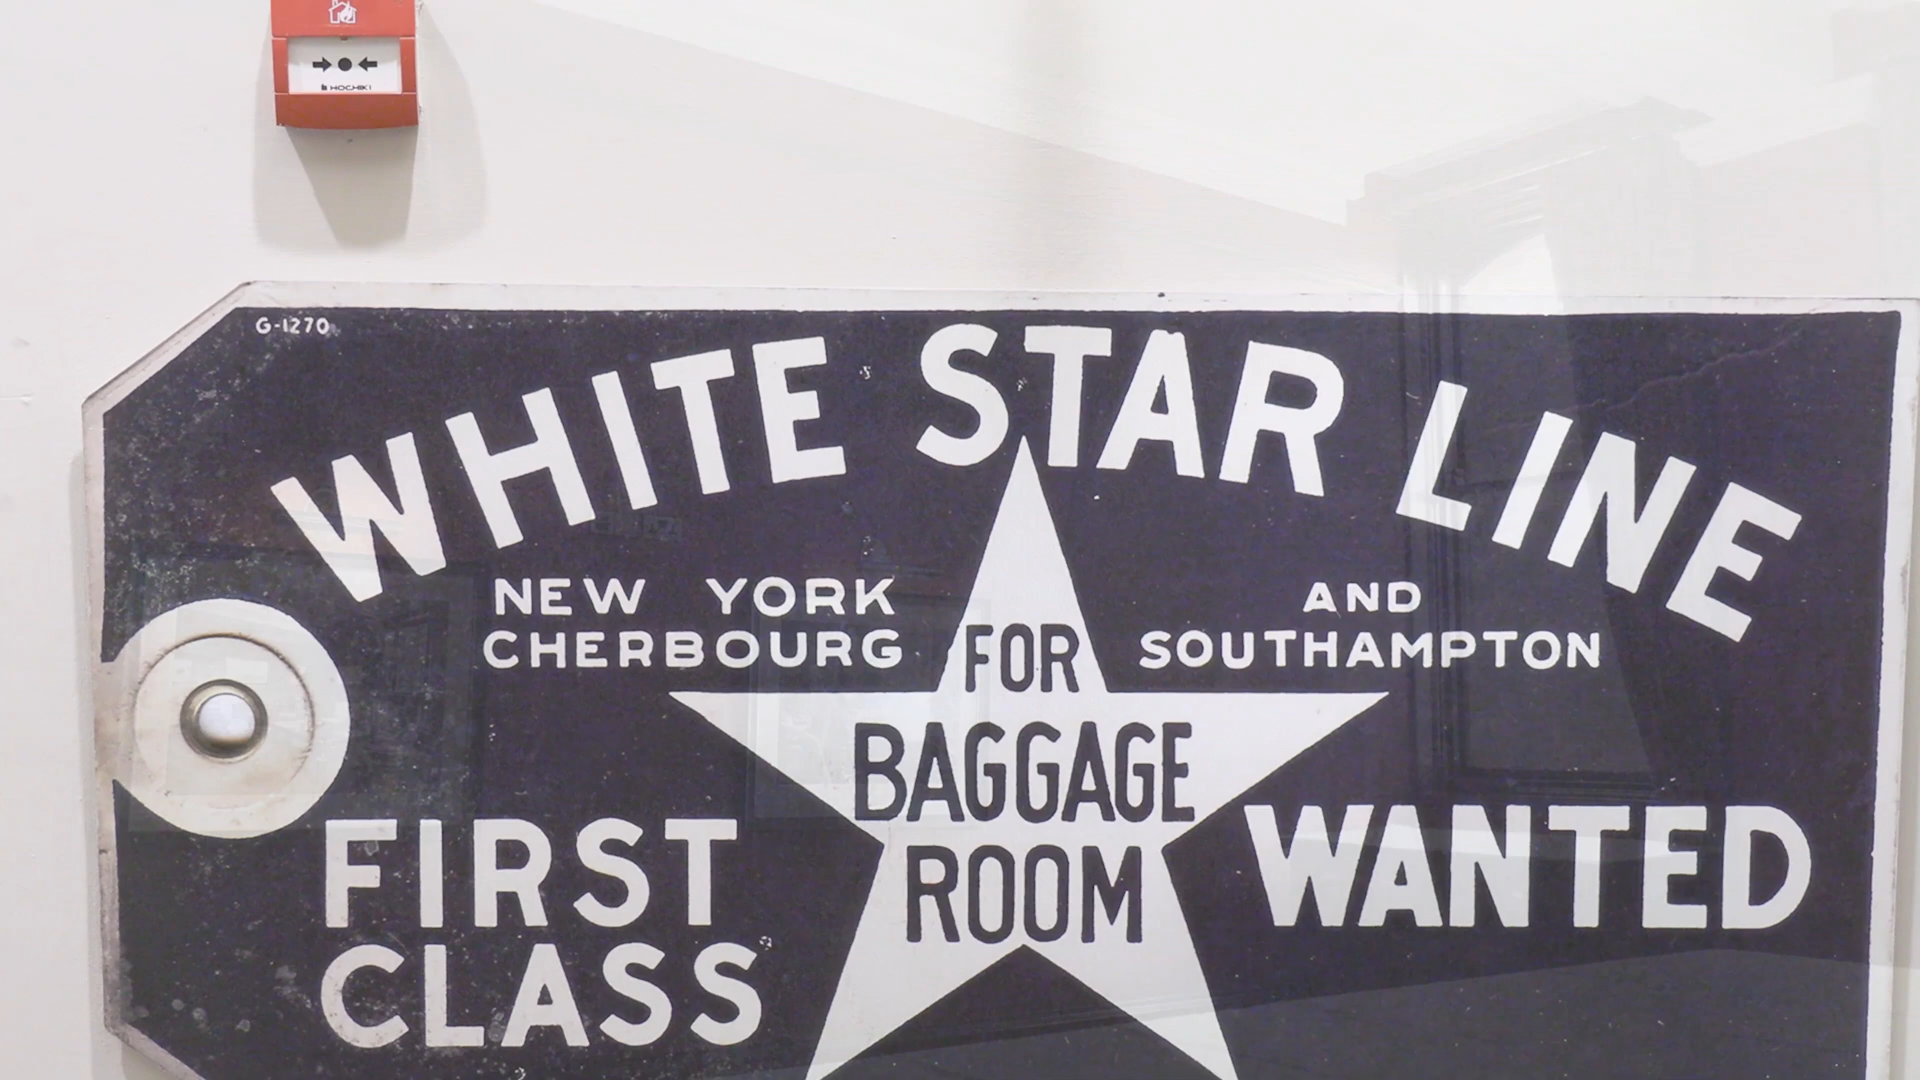 HOCHIKI
G-1270
WHITE STAR LINE
NEW YORK AND
CHERBOURG SOUTHAMPTON
FOR
BAGGAGE
ROOM
FIRST
CLASS
WANTED